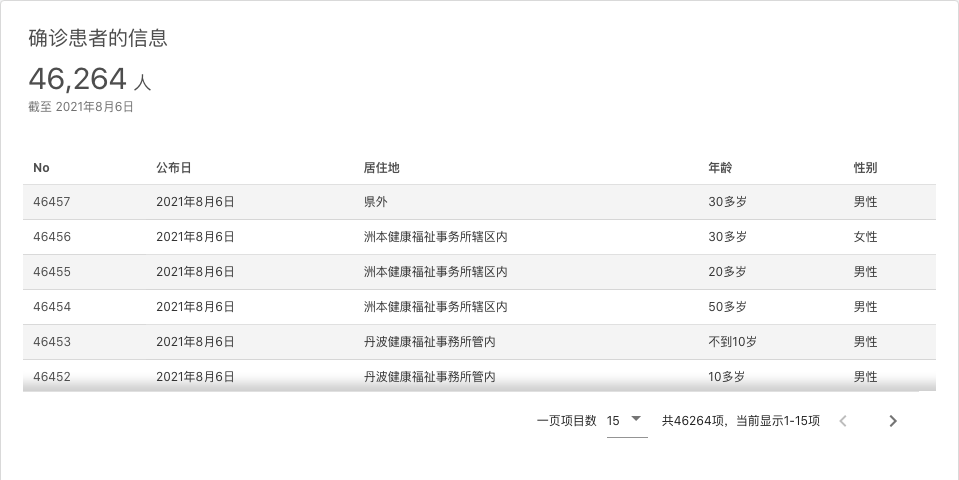 确诊患者的信息
46,264 人
截至 2021年8月6日
No 公布日 居住地 年龄 性别
46457 2021年8月6日 県外 30多岁 男性
46456 2021年8月6日 洲本健康福祉事务所辖区内 30多岁 女性
46455 2021年8月6日 洲本健康福祉事务所辖区内 20多岁 男性
46454 2021年8月6日 洲本健康福祉事务所辖区内 50多岁 男性
46453 2021年8月6日 丹波健康福祉事務所管内 不到10岁 男性
46452 2021年8月6日 丹波健康福祉事務所管内 10多岁 男性
一页项目数 15 共46264项，当前显示1-15项